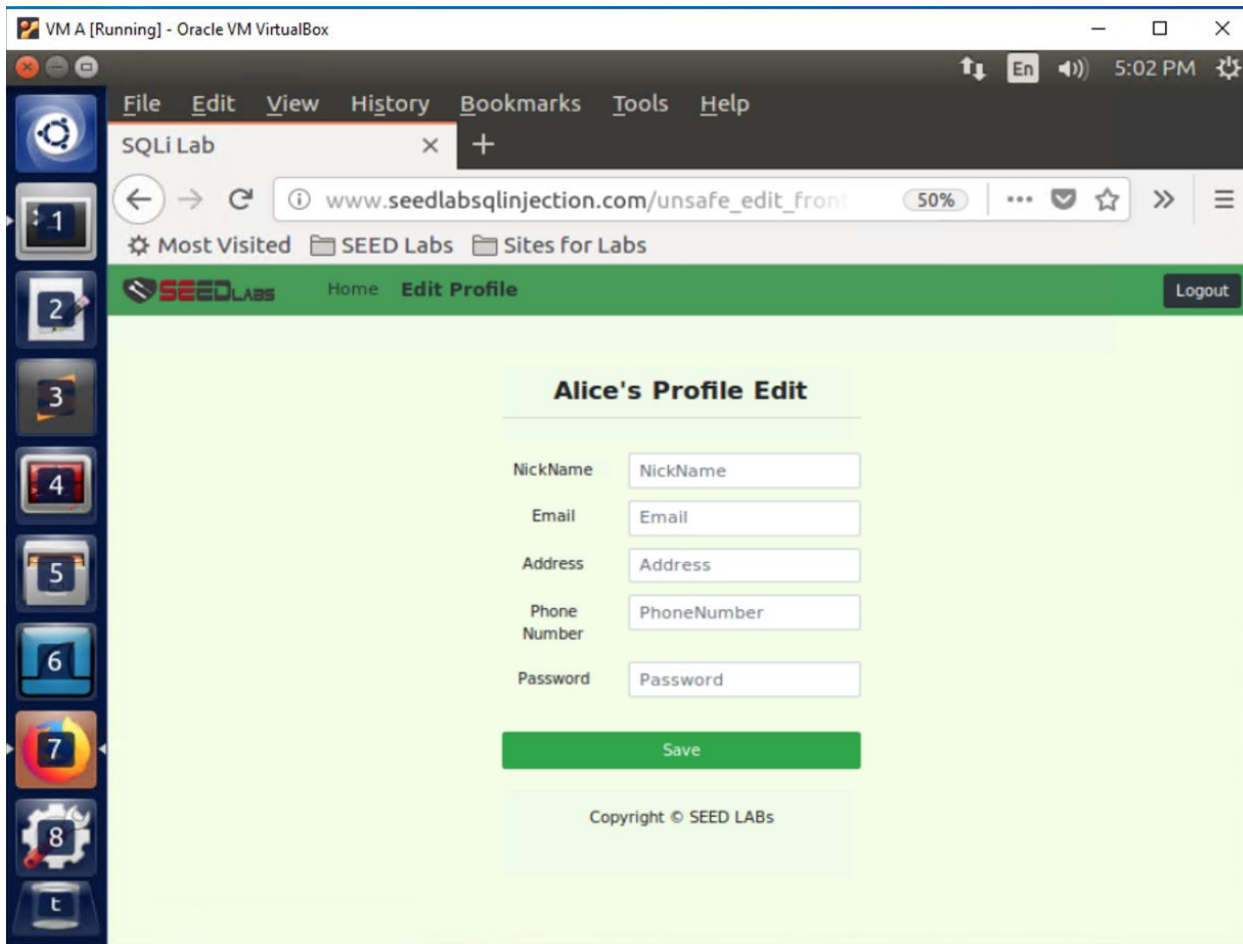 VM A [Running] - Oracle VM VirtualBox
En 5:02 PM
File Edit View History Bookmarks Tools Help
SQLi Lab
www.seedlabsqlinjection.com/unsafe_edit_front 50%
Most Visited SEED Labs Sites for Labs
SEEDLABS Home Edit Profile Logout
Alice's Profile Edit
NickName NickName
Email Email
Address Address
Phone Number PhoneNumber
Password Password
Save
Copyright © SEED LABs
1
2
3
4
5
6
7
8
t